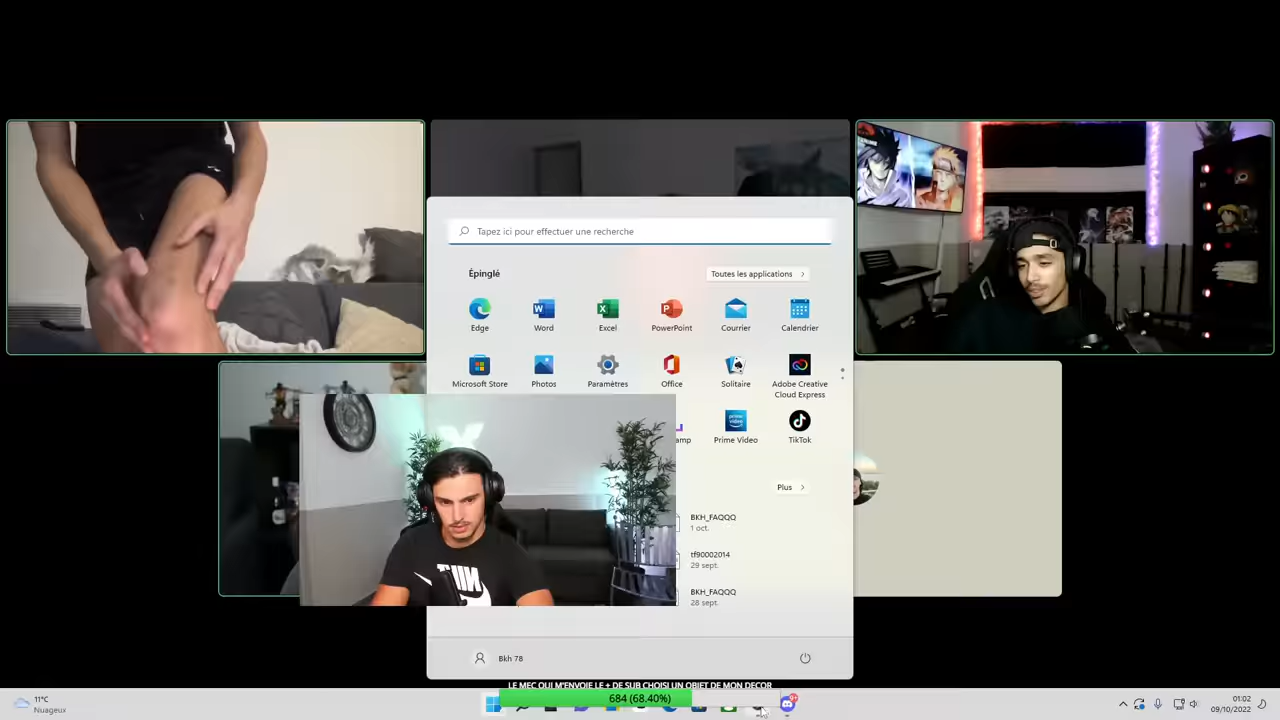 Tapez ici pour effectuer une recherche
Épinglé
Toutes les applications
Edge
Word
Excel
PowerPoint
Courrier
Calendrier
Microsoft Store
Photos
Paramètres
Office
Solitaire
Adobe Creative Cloud Express
amp
Prime Video
TikTok
Plus
BKH_FAQQQ
1 oct.
tf90002014
29 sept.
BKH_FAQQQ
28 sept.
Bkh 78
LE MEC QUI M'ENVOIE LE + DE SUB CHOISI UN OBJET DE MON DECOR
684 (68.40%)
11°C
Nuageux
01:02
09/10/2022